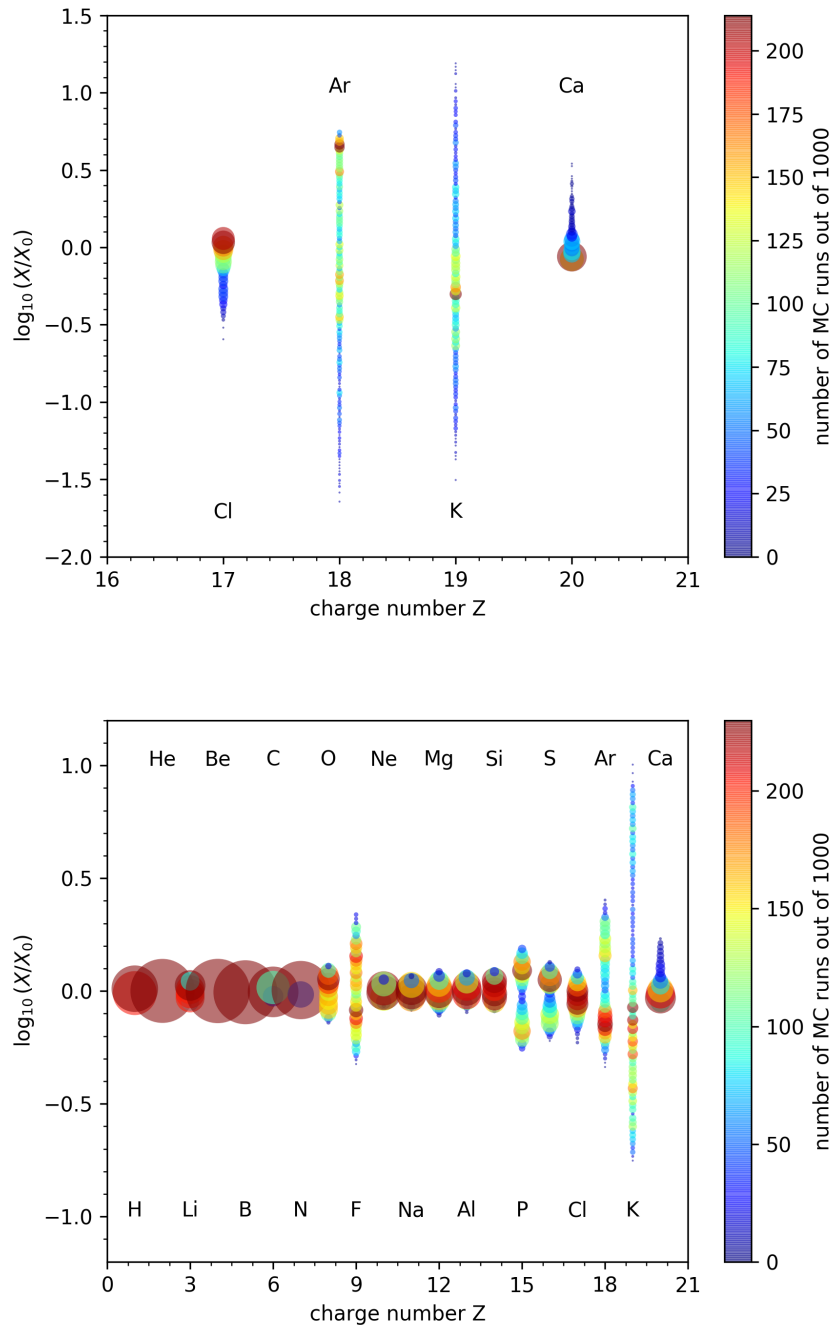 1.5
1.0
0.5
0.0
−0.5
−1.0
−1.5
−2.0
log₁₀ (X/X₀)
Ar
Ca
Cl
K
16 17 18 19 20 21
charge number Z
200
175
150
125
100
75
50
25
0
number of MC runs out of 1000
1.0
0.5
0.0
−0.5
−1.0
log₁₀ (X/X₀)
He Be C O Ne Mg Si S Ar Ca
H Li B N F Na Al P Cl K
0 3 6 9 12 15 18 21
charge number Z
200
150
100
50
0
number of MC runs out of 1000